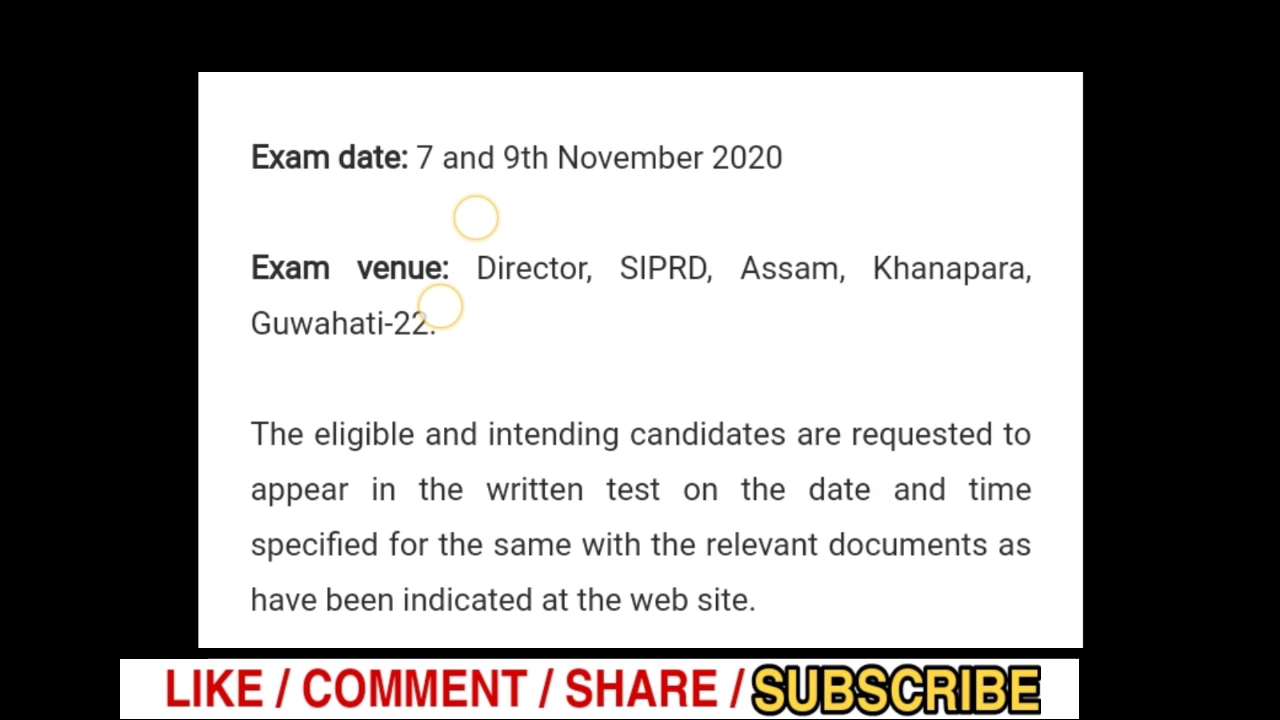 Exam date: 7 and 9th November 2020
Exam venue: Director, SIPRD, Assam, Khanapara,
Guwahati-22.
The eligible and intending candidates are requested to
appear in the written test on the date and time
specified for the same with the relevant documents as
have been indicated at the web site.
LIKE / COMMENT / SHARE / SUBSCRIBE